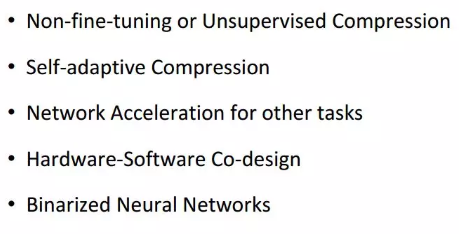 • Non-fine-tuning or Unsupervised Compression
• Self-adaptive Compression
• Network Acceleration for other tasks
• Hardware-Software Co-design
• Binarized Neural Networks